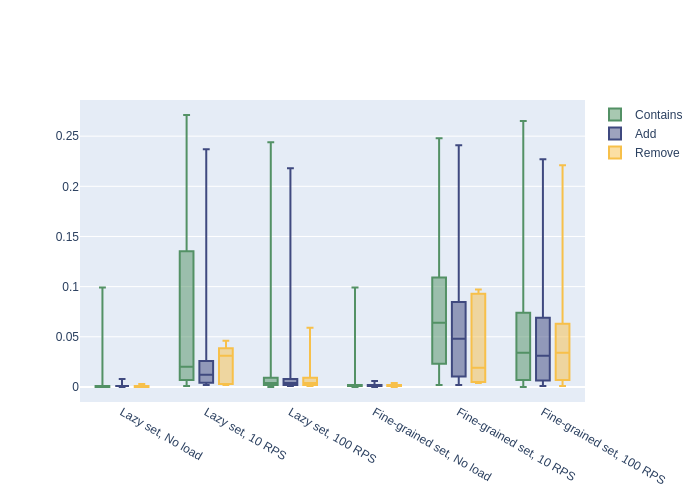 Contains
Add
Remove
0.25
0.2
0.15
0.1
0.05
0
Lazy set, No load
Lazy set, 10 RPS
Lazy set, 100 RPS
Fine-grained set, No load
Fine-grained set, 10 RPS
Fine-grained set, 100 RPS